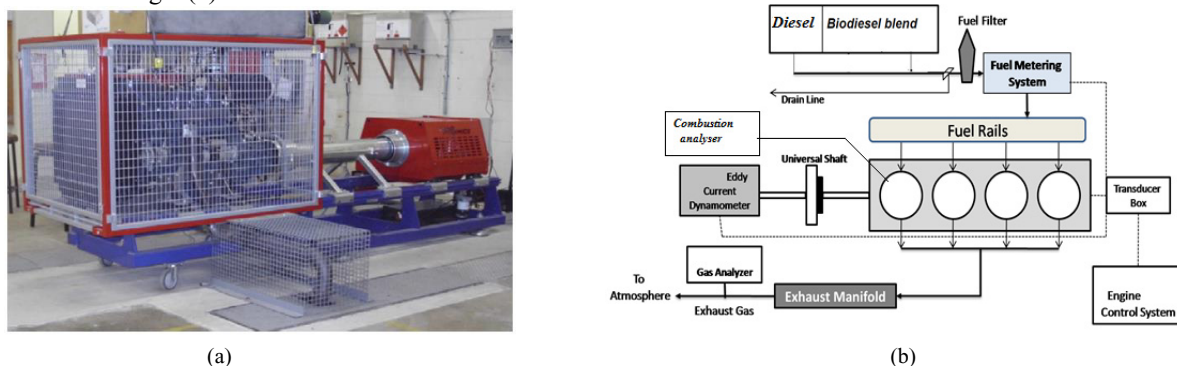 Diesel
Biodiesel blend
Fuel Filter
Fuel Metering
System
Drain Line
Combustion
analyser
Fuel Rails
Universal Shaft
Eddy
Current
Dynamometer
Transducer
Box
Gas Analyzer
To
Atmosphere
Exhaust Gas
Exhaust Manifold
Engine
Control System
(a)
(b)